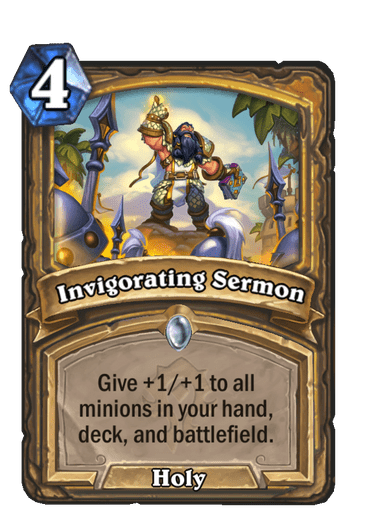 4
Invigorating Sermon
Give +1/+1 to all
minions in your hand,
deck, and battlefield.
Holy